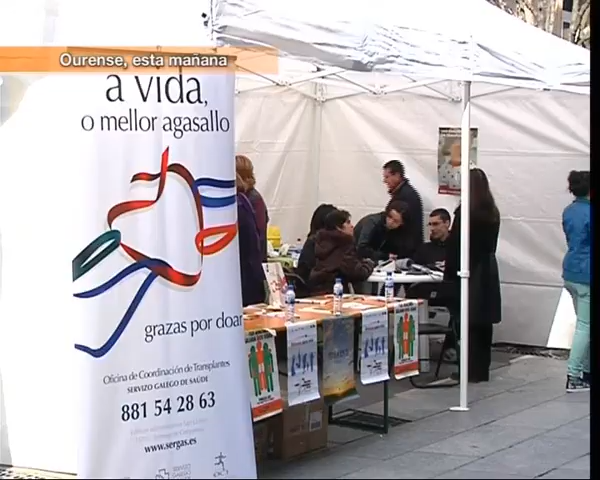 Ourense, esta mañana
a vida,
o mellor agasallo
grazas por doar
Oficina de Coordinación de Transplantes
SERVIZO GALEGO DE SAÚDE
881 54 28 63
www.sergas.es